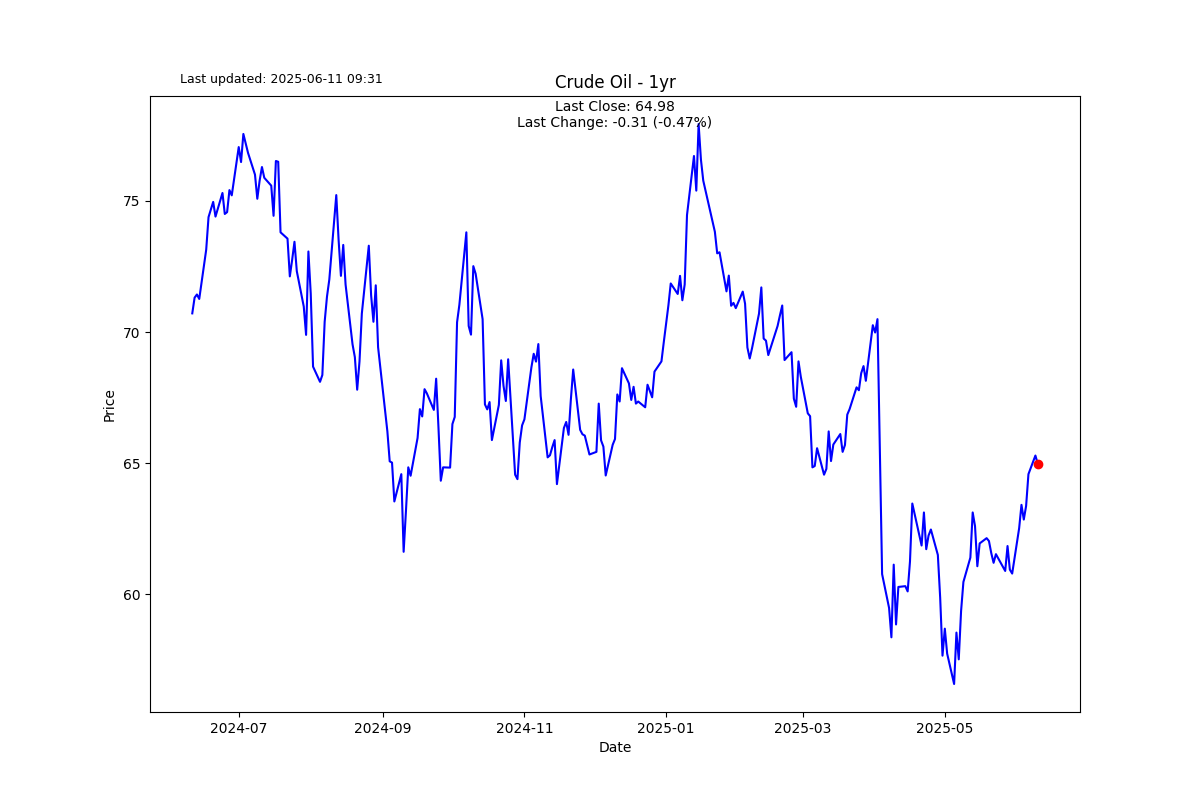 Last updated: 2025-06-11 09:31
Crude Oil - 1yr
Last Close: 64.98
Last Change: -0.31 (-0.47%)
75
70
65
60
Price
2024-07
2024-09
2024-11
2025-01
2025-03
2025-05
Date